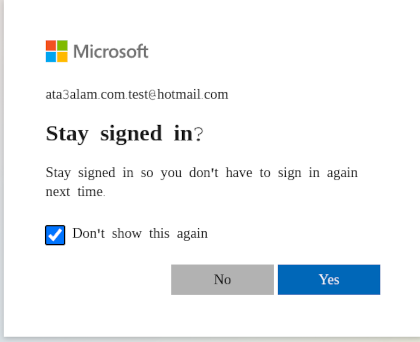 Microsoft
ata3alam.com.test@hotmail.com
Stay signed in?
Stay signed in so you don't have to sign in again
next time.
Don't show this again
No
Yes